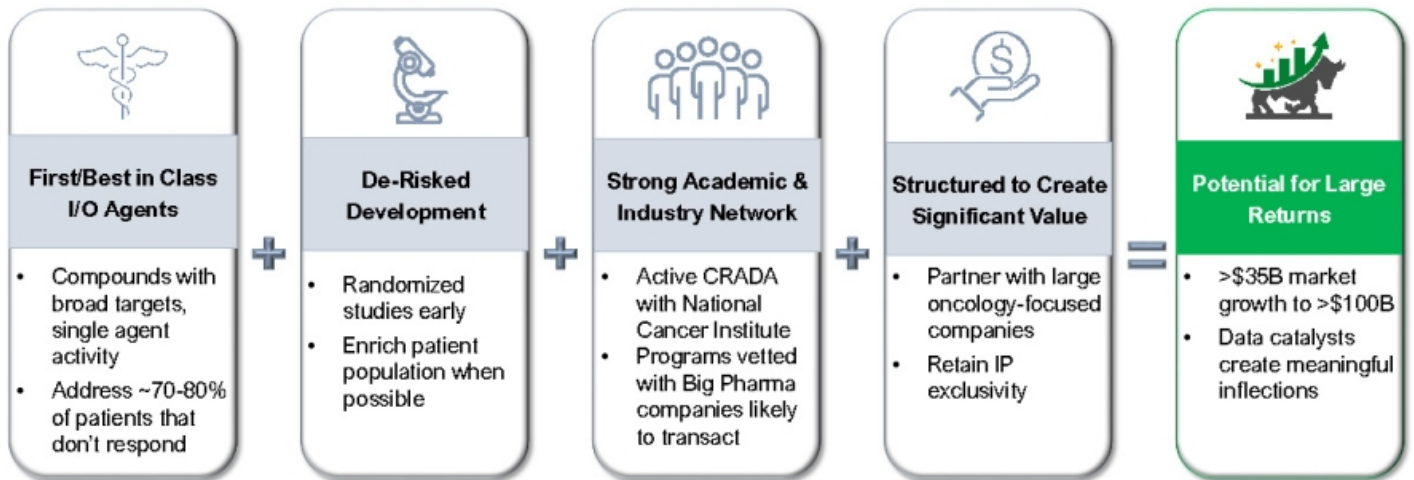 First/Best in Class
I/O Agents
• Compounds with
broad targets,
single agent
activity
• Address ~70-80%
of patients that
don't respond
+
De-Risked
Development
• Randomized
studies early
• Enrich patient
population when
possible
+
Strong Academic &
Industry Network
• Active CRADA
with National
Cancer Institute
• Programs vetted
with Big Pharma
companies likely
to transact
+
$
Structured to Create
Significant Value
• Partner with large
oncology-focused
companies
• Retain IP
exclusivity
=
Potential for Large
Returns
• >$35B market
growth to >$100B
• Data catalysts
create meaningful
inflections